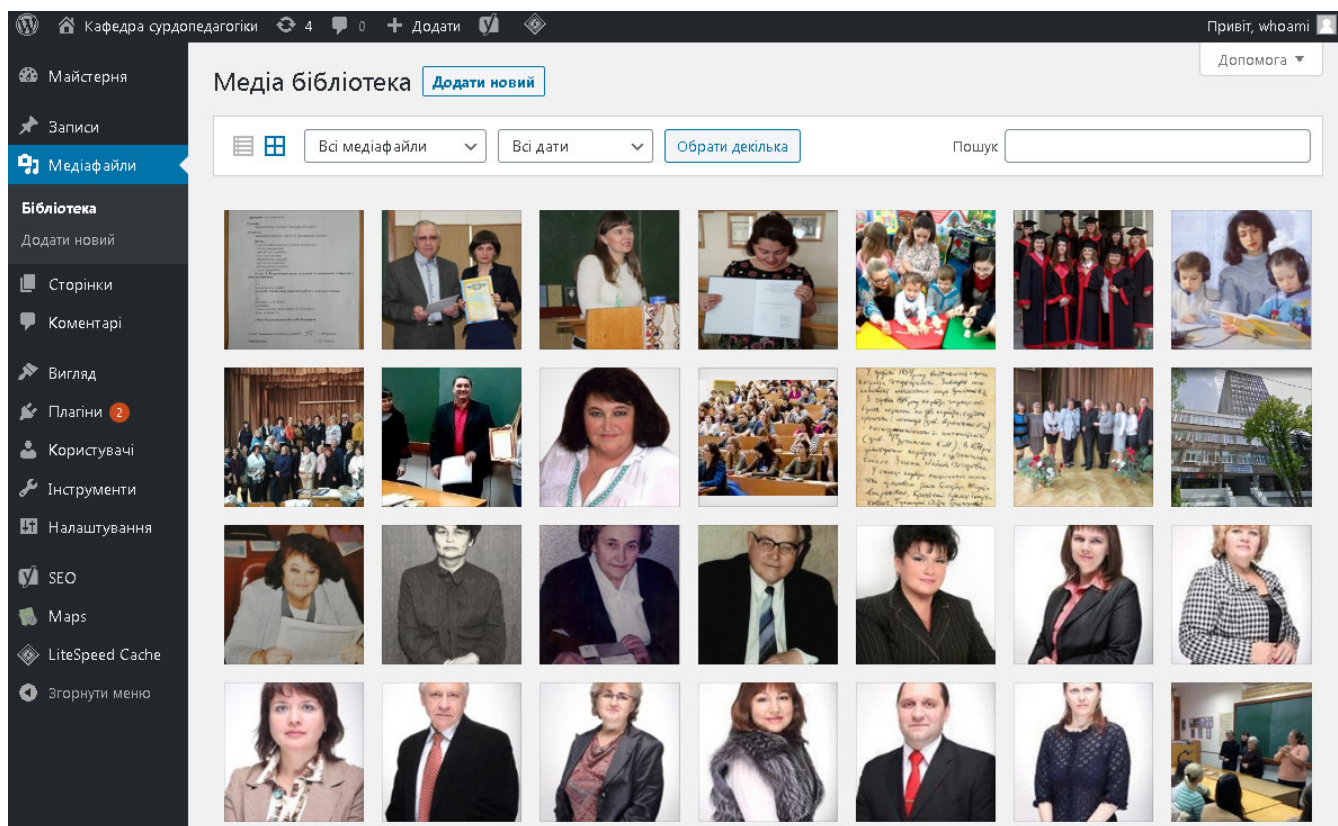 Кафедра сурдопедагогіки 4 0 + Додати
Привіт, whoami
Майстерня
Записи
Медіафайли
Бібліотека
Додати новий
Сторінки
Коментарі
Вигляд
Плагіни 2
Користувачі
Інструменти
Налаштування
SEO
Maps
LiteSpeed Cache
Згорнути меню
Допомога
Медіа бібліотека Додати новий
Всі медіафайли Всі дати Обрати декілька Пошук